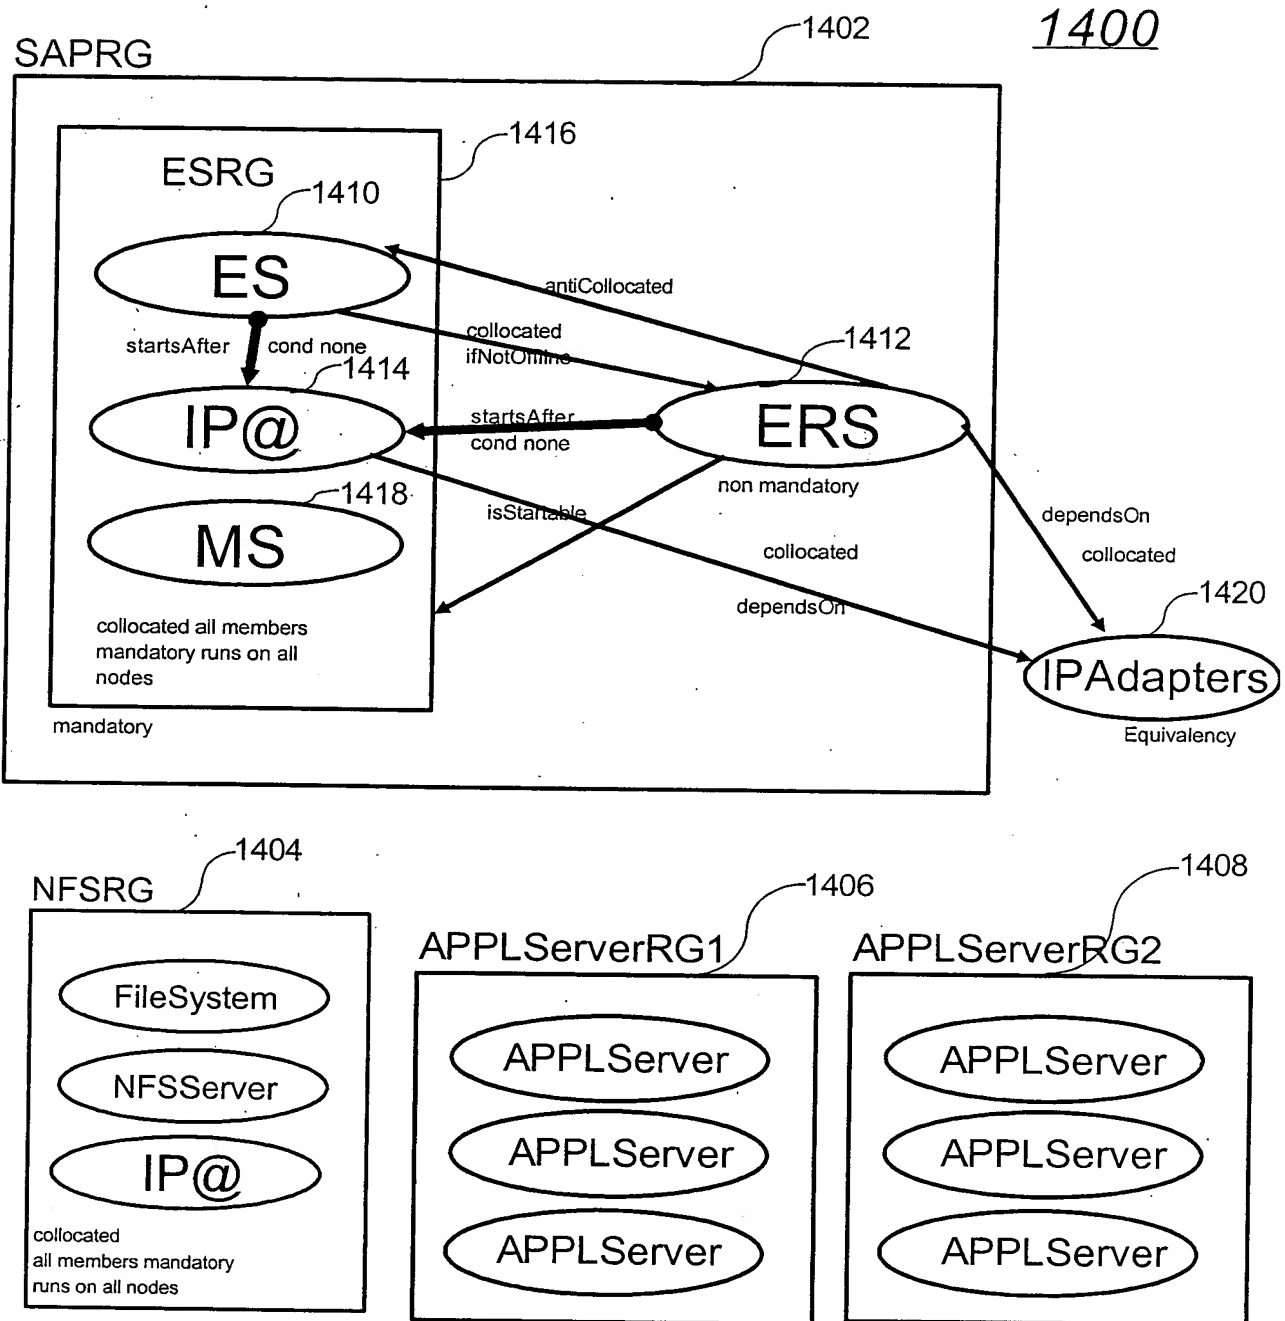 1400
1402
SAPRG
1416
ESRG
1410
ES
antiCollocated
startsAfter
cond none
collocated
ifNotOffline
1412
1414
IP@
startsAfter
cond none
ERS
non mandatory
1418
MS
isStartable
dependsOn
collocated
collocated
dependsOn
1420
IPAdapters
Equivalency
collocated all members
mandatory runs on all
nodes
mandatory
1404
NFSRG
FileSystem
NFSServer
IP@
collocated
all members mandatory
runs on all nodes
1406
APPLServerRG1
APPLServer
APPLServer
APPLServer
1408
APPLServerRG2
APPLServer
APPLServer
APPLServer